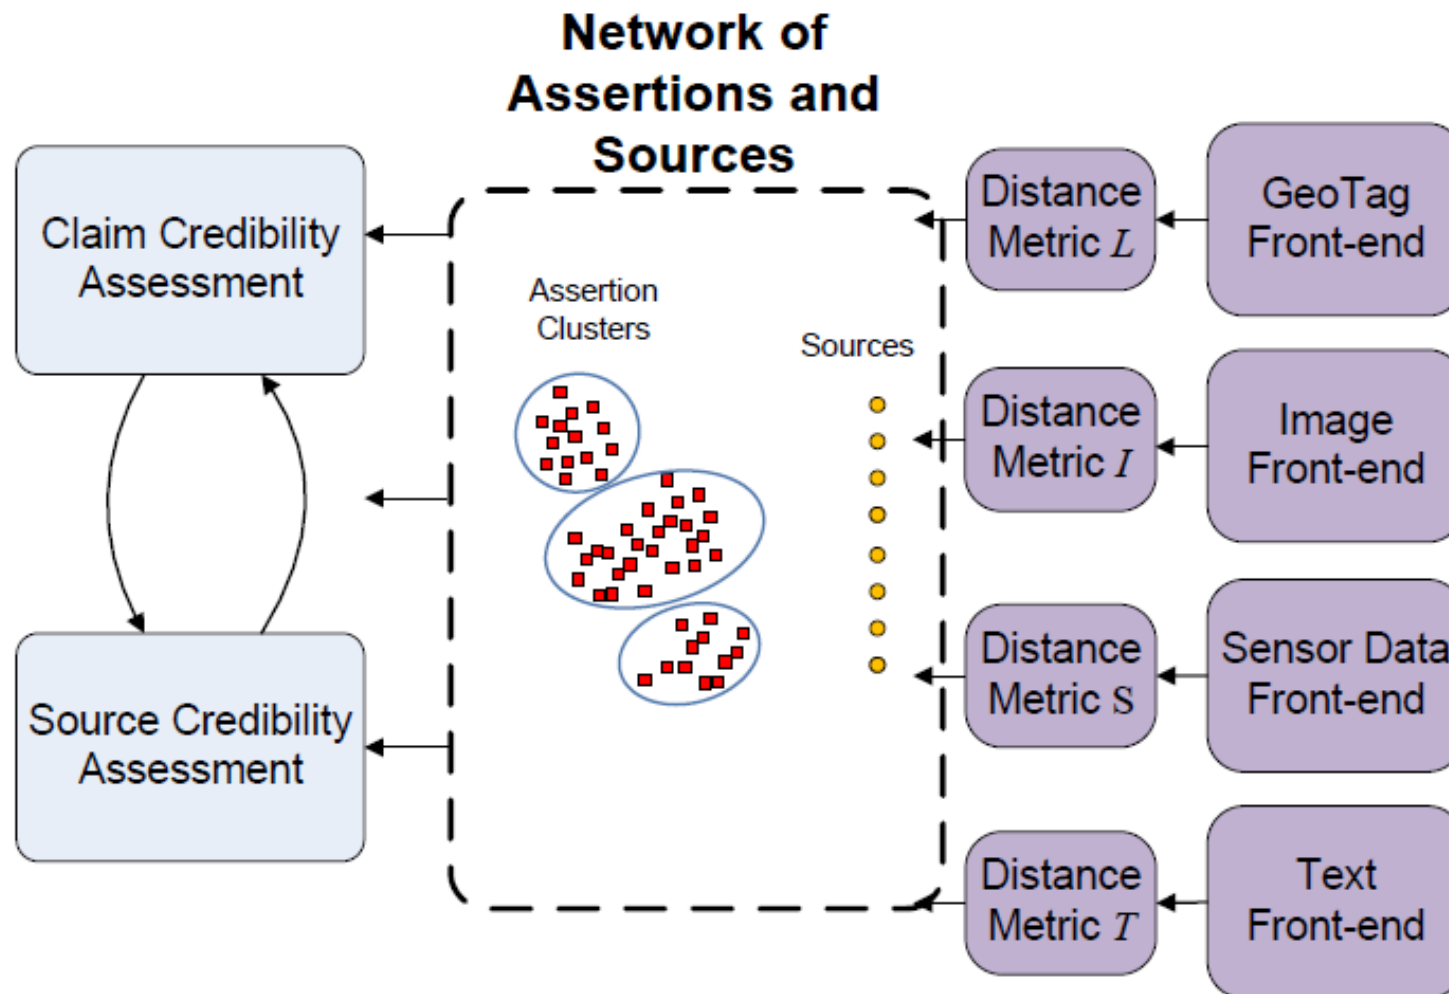 Network of
Assertions and
Sources
Claim Credibility
Assessment
Source Credibility
Assessment
Assertion
Clusters
Sources
Distance
Metric L
GeoTag
Front-end
Distance
Metric I
Image
Front-end
Distance
Metric S
Sensor Data
Front-end
Distance
Metric T
Text
Front-end